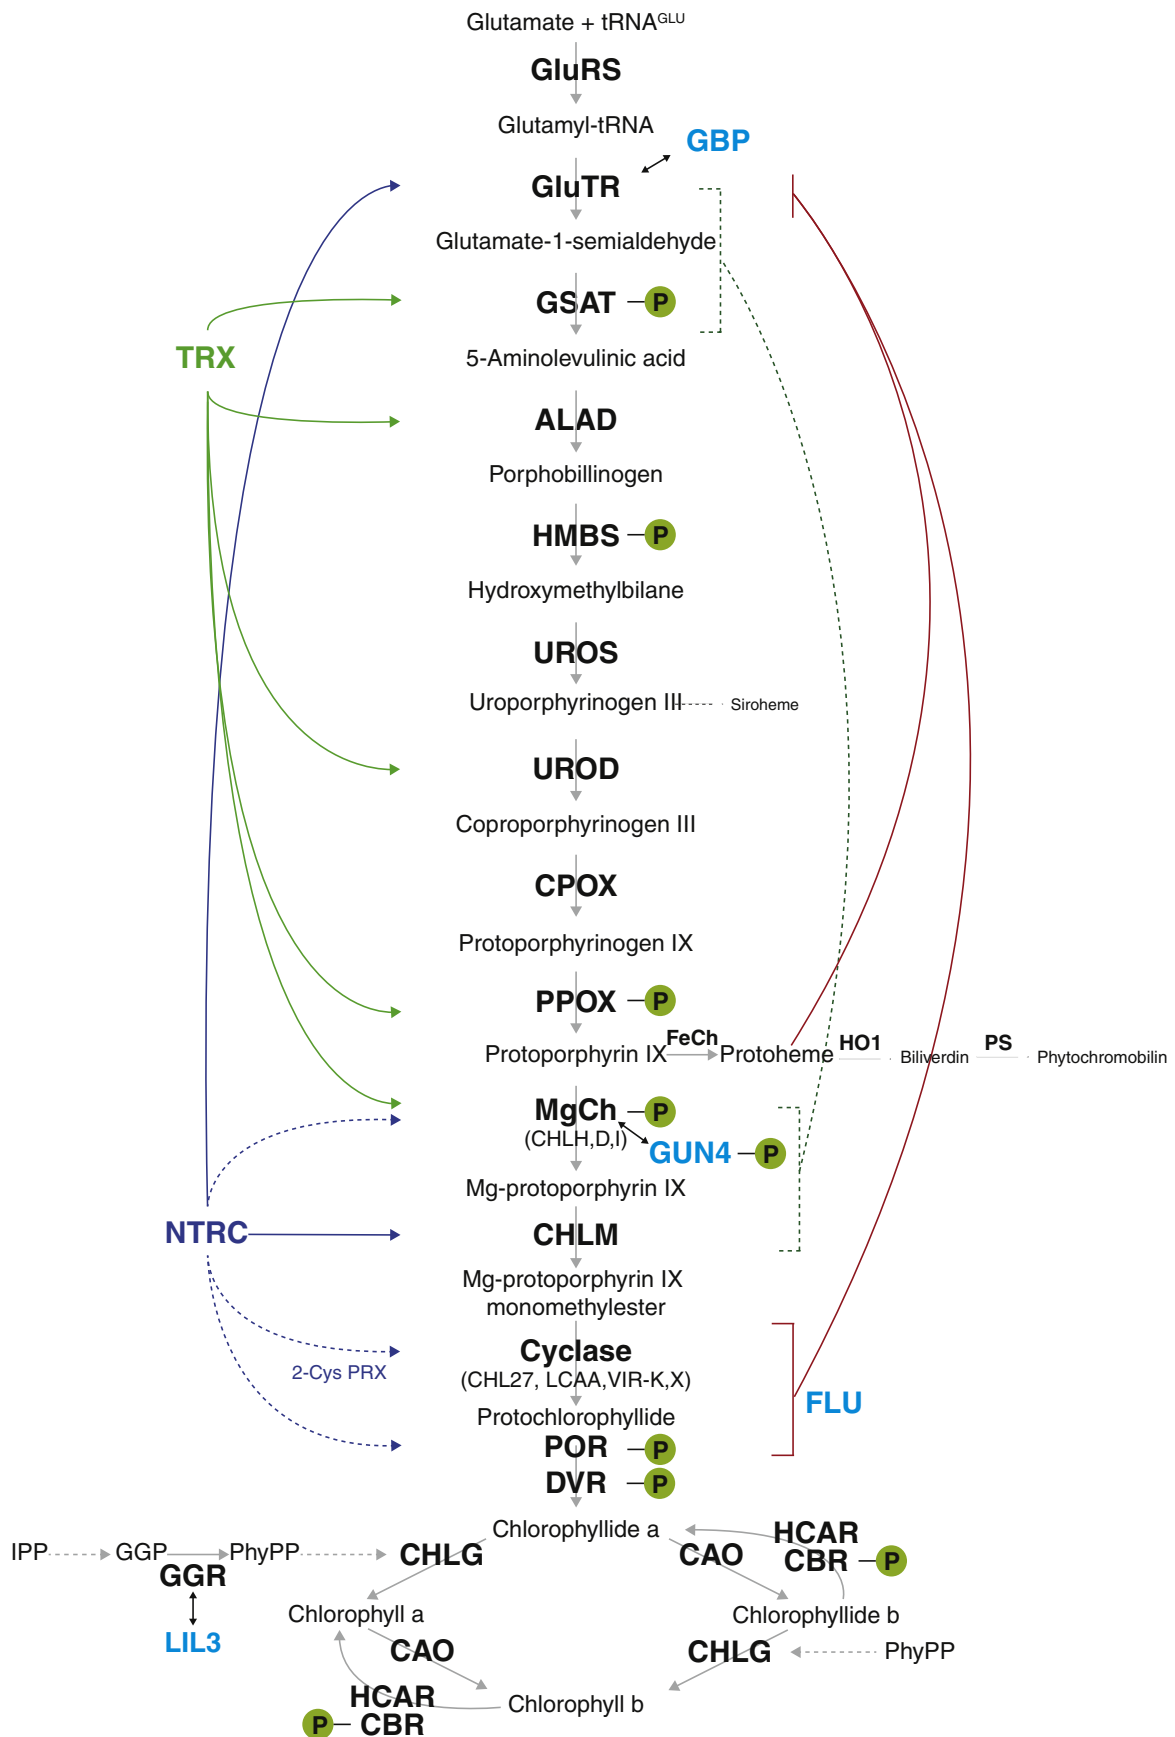 Glutamate + tRNAGLU
GluRS
Glutamyl-tRNA
GBP
GluTR
Glutamate-1-semialdehyde
GSAT
P
TRX
5-Aminolevulinic acid
ALAD
Porphobillinogen
HMBS
P
Hydroxymethylbilane
UROS
Uroporphyrinogen III
Siroheme
UROD
Coproporphyrinogen III
CPOX
Protoporphyrinogen IX
PPOX
P
Protoporphyrin IX
FeCh
Protoheme
HO1
Biliverdin
PS
Phytochromobilin
MgCh
P
(CHLH,D,I)
GUN4
P
Mg-protoporphyrin IX
NTRC
CHLM
Mg-protoporphyrin IX
monomethylester
Cyclase
2-Cys PRX
(CHL27, LCAA,VIR-K,X)
FLU
Protochlorophyllide
POR
P
DVR
P
Chlorophyllide a
HCAR
IPP
GGP
PhyPP
CHLG
CAO
CBR
P
GGR
Chlorophyll a
Chlorophyllide b
LIL3
CAO
CHLG
PhyPP
HCAR
Chlorophyll b
P
CBR